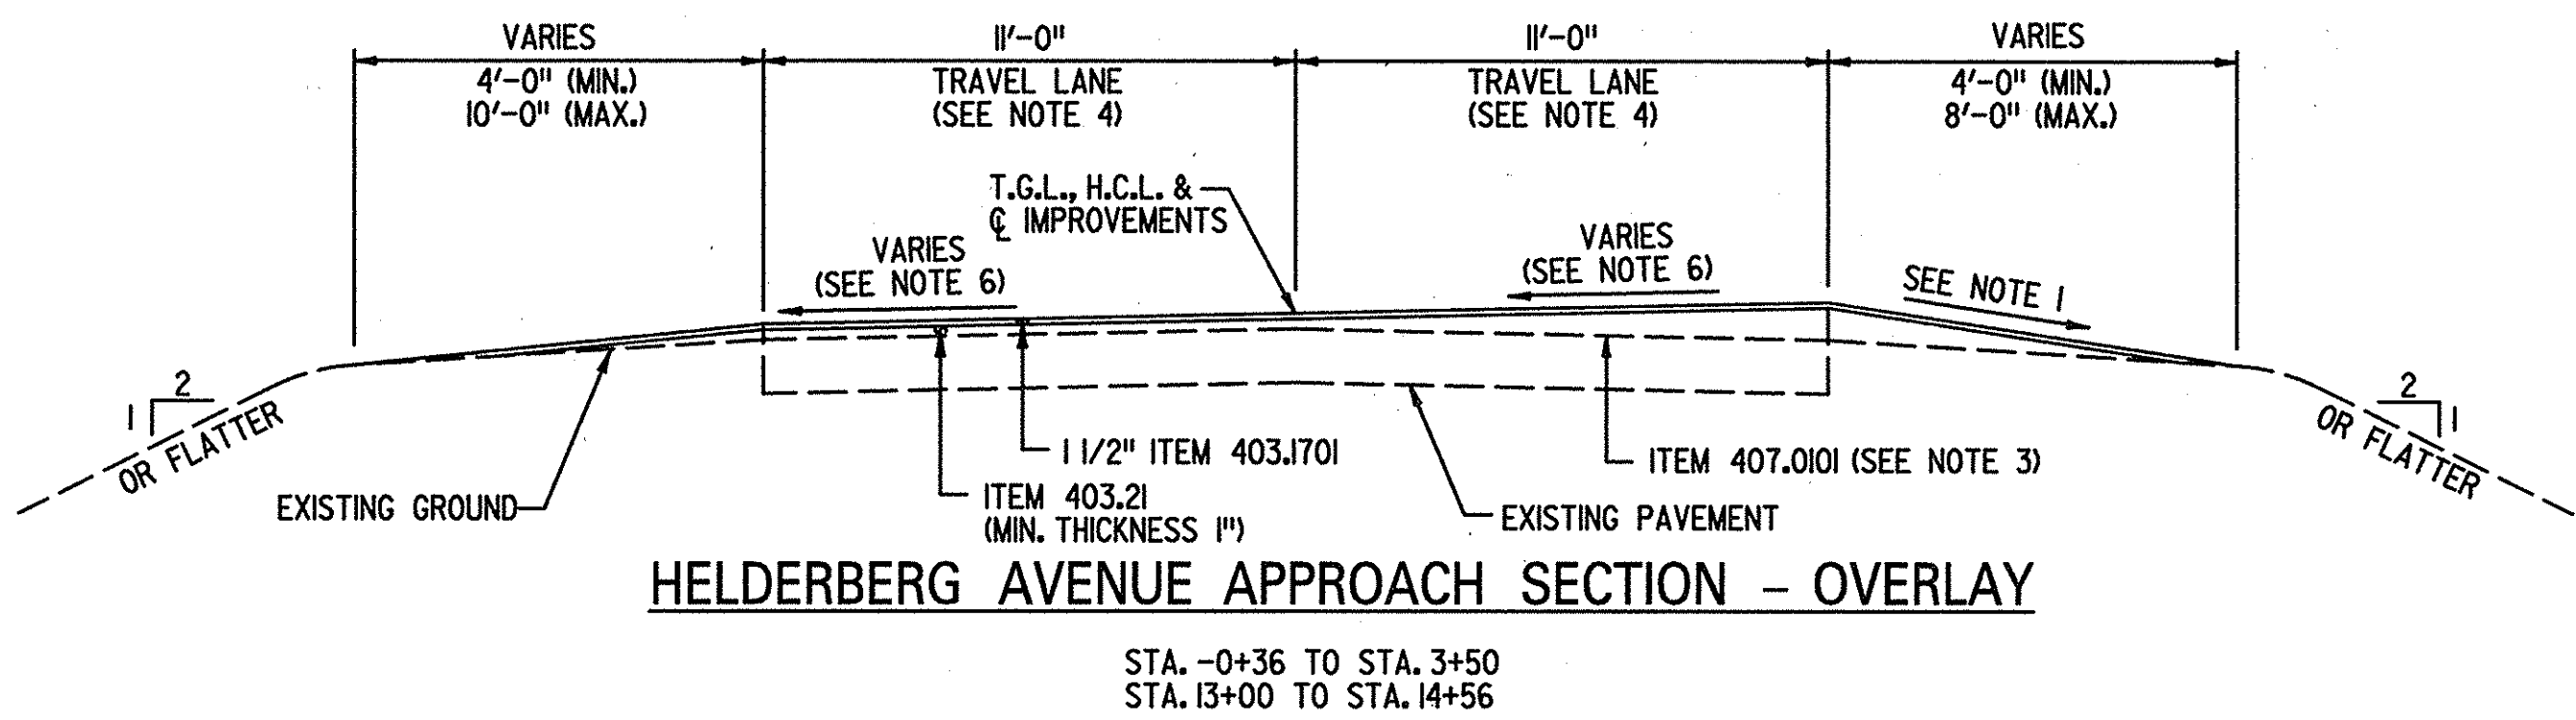 VARIES
4'-0" (MIN.)
10'-0" (MAX.)
11'-0"
TRAVEL LANE
(SEE NOTE 4)
11'-0"
TRAVEL LANE
(SEE NOTE 4)
VARIES
4'-0" (MIN.)
8'-0" (MAX.)
T.G.L., H.C.L. &
℄ IMPROVEMENTS
VARIES
(SEE NOTE 6)
VARIES
(SEE NOTE 6)
SEE NOTE 1
2
1
OR FLATTER
2
1
OR FLATTER
1 1/2" ITEM 403.1701
ITEM 407.0101 (SEE NOTE 3)
EXISTING GROUND
ITEM 403.21
(MIN. THICKNESS 1")
EXISTING PAVEMENT
HELDERBERG AVENUE APPROACH SECTION - OVERLAY
STA. -0+36 TO STA. 3+50
STA. 13+00 TO STA. 14+56